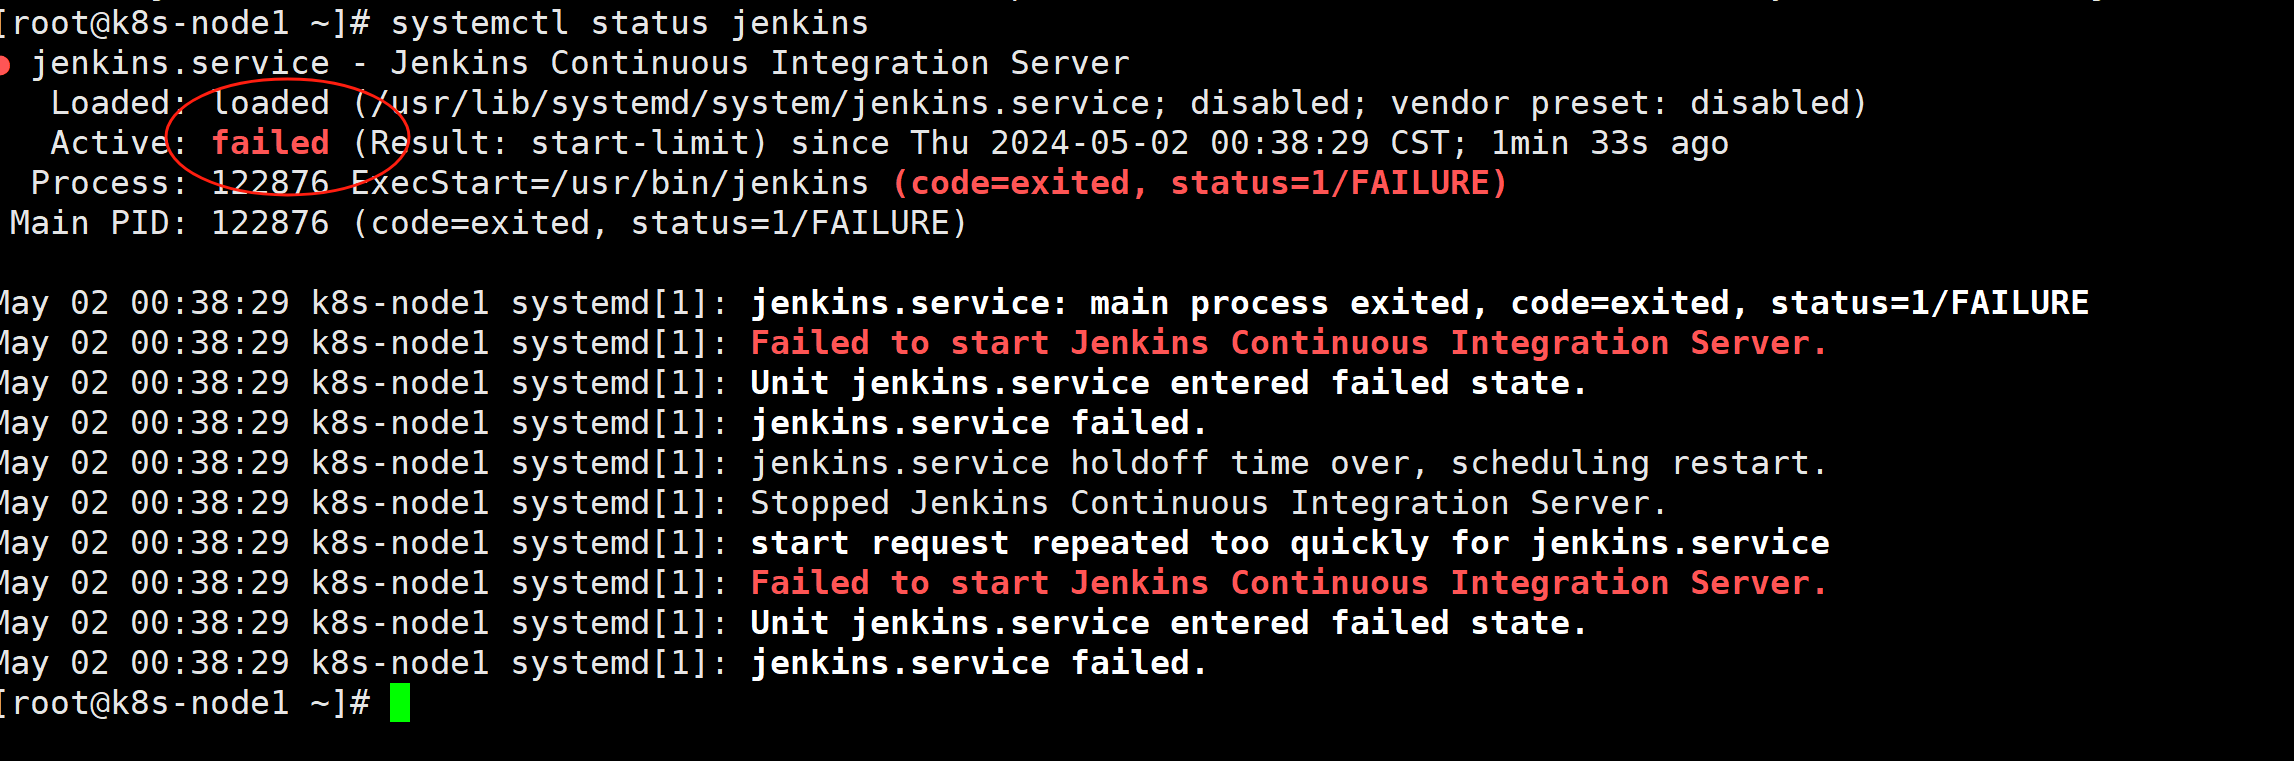 [root@k8s-node1 ~]# systemctl status jenkins
● jenkins.service - Jenkins Continuous Integration Server
   Loaded: loaded (/usr/lib/systemd/system/jenkins.service; disabled; vendor preset: disabled)
   Active: failed (Result: start-limit) since Thu 2024-05-02 00:38:29 CST; 1min 33s ago
  Process: 122876 ExecStart=/usr/bin/jenkins (code=exited, status=1/FAILURE)
 Main PID: 122876 (code=exited, status=1/FAILURE)

May 02 00:38:29 k8s-node1 systemd[1]: jenkins.service: main process exited, code=exited, status=1/FAILURE
May 02 00:38:29 k8s-node1 systemd[1]: Failed to start Jenkins Continuous Integration Server.
May 02 00:38:29 k8s-node1 systemd[1]: Unit jenkins.service entered failed state.
May 02 00:38:29 k8s-node1 systemd[1]: jenkins.service failed.
May 02 00:38:29 k8s-node1 systemd[1]: jenkins.service holdoff time over, scheduling restart.
May 02 00:38:29 k8s-node1 systemd[1]: Stopped Jenkins Continuous Integration Server.
May 02 00:38:29 k8s-node1 systemd[1]: start request repeated too quickly for jenkins.service
May 02 00:38:29 k8s-node1 systemd[1]: Failed to start Jenkins Continuous Integration Server.
May 02 00:38:29 k8s-node1 systemd[1]: Unit jenkins.service entered failed state.
May 02 00:38:29 k8s-node1 systemd[1]: jenkins.service failed.
[root@k8s-node1 ~]#